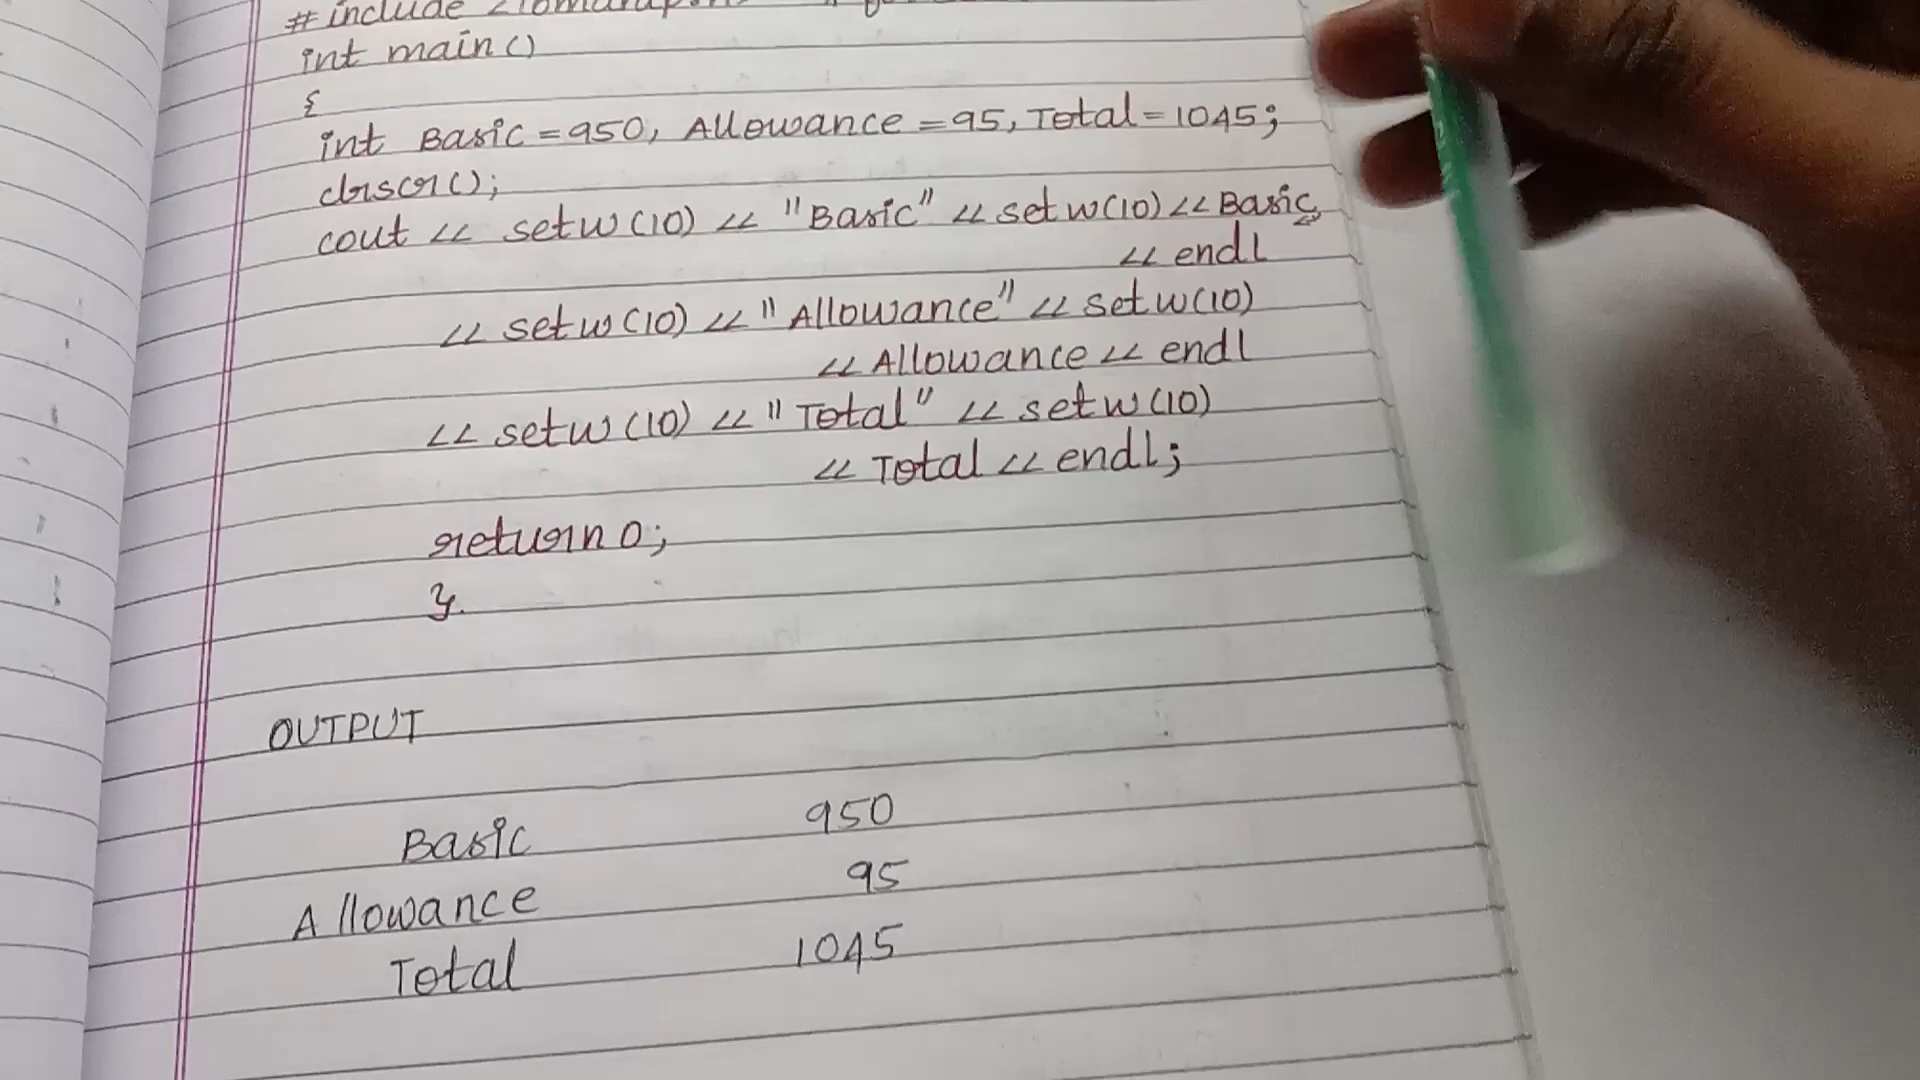 # include <iomanip
int main()
{
int Basic = 950, Allowance = 95, Total = 1045;
clrscr();
cout << setw(10) << "Basic" << setw(10) << Basic
<< endl
<< setw(10) << "Allowance" << setw(10)
<< Allowance << endl
<< setw(10) << "Total" << setw(10)
<< Total << endl;
return 0;
}
OUTPUT
Basic 950
Allowance 95
Total 1045